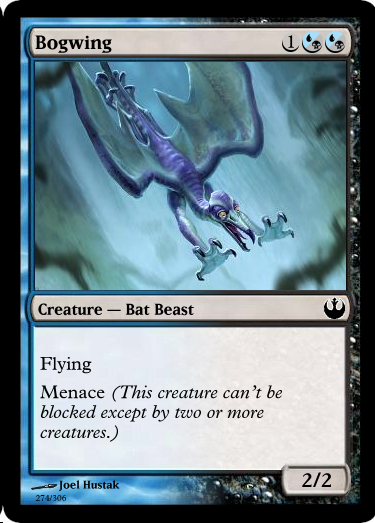 Bogwing 1
Creature — Bat Beast
Flying
Menace (This creature can't be
blocked except by two or more
creatures.)
2/2
Joel Hustak
274/306